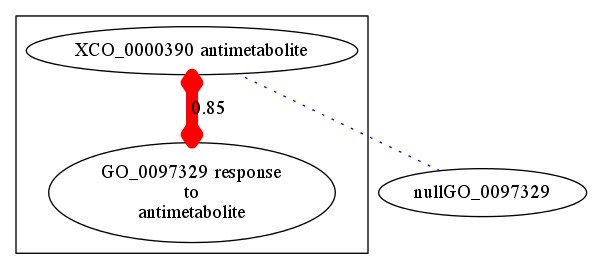 XCO_0000390 antimetabolite
0.85
GO_0097329 response
to
antimetabolite
nullGO_0097329